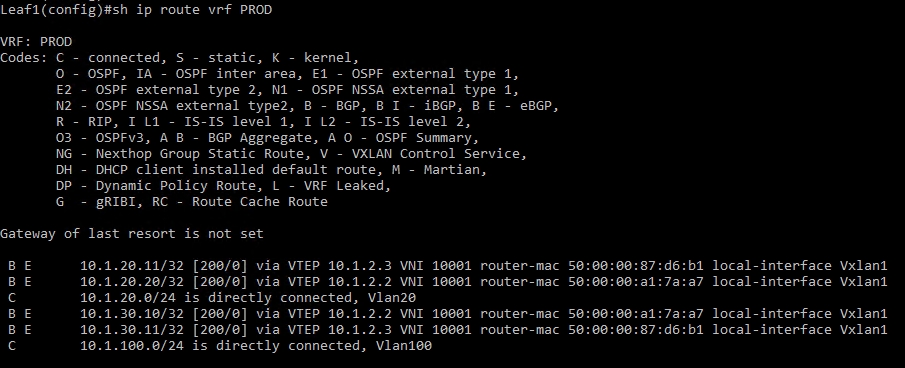 Leaf1(config)#sh ip route vrf PROD
VRF: PROD
Codes: C - connected, S - static, K - kernel,
O - OSPF, IA - OSPF inter area, E1 - OSPF external type 1,
E2 - OSPF external type 2, N1 - OSPF NSSA external type 1,
N2 - OSPF NSSA external type2, B - BGP, B I - iBGP, B E - eBGP,
R - RIP, I L1 - IS-IS level 1, I L2 - IS-IS level 2,
O3 - OSPFv3, A B - BGP Aggregate, A O - OSPF Summary,
NG - Nexthop Group Static Route, V - VXLAN Control Service,
DH - DHCP client installed default route, M - Martian,
DP - Dynamic Policy Route, L - VRF Leaked,
G  - gRIBI, RC - Route Cache Route
Gateway of last resort is not set
B E      10.1.20.11/32 [200/0] via VTEP 10.1.2.3 VNI 10001 router-mac 50:00:00:87:d6:b1 local-interface Vxlan1
B E      10.1.20.20/32 [200/0] via VTEP 10.1.2.2 VNI 10001 router-mac 50:00:00:a1:7a:a7 local-interface Vxlan1
C        10.1.20.0/24 is directly connected, Vlan20
B E      10.1.30.10/32 [200/0] via VTEP 10.1.2.2 VNI 10001 router-mac 50:00:00:a1:7a:a7 local-interface Vxlan1
B E      10.1.30.11/32 [200/0] via VTEP 10.1.2.3 VNI 10001 router-mac 50:00:00:87:d6:b1 local-interface Vxlan1
C        10.1.100.0/24 is directly connected, Vlan100